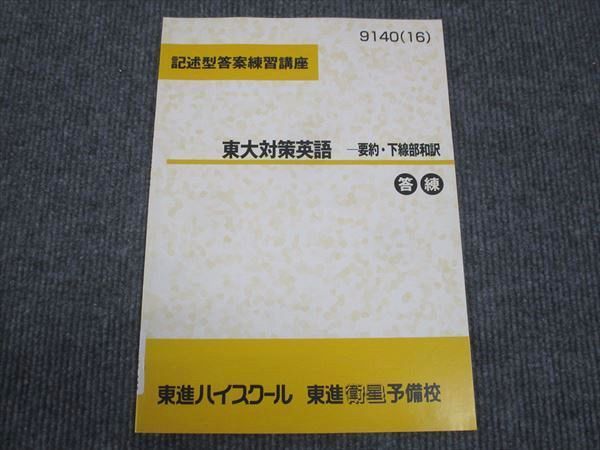 9140(16)
記述型答案練習講座
東大対策英語 ―要約・下線部和訳
答練
東進ハイスクール 東進衛星予備校